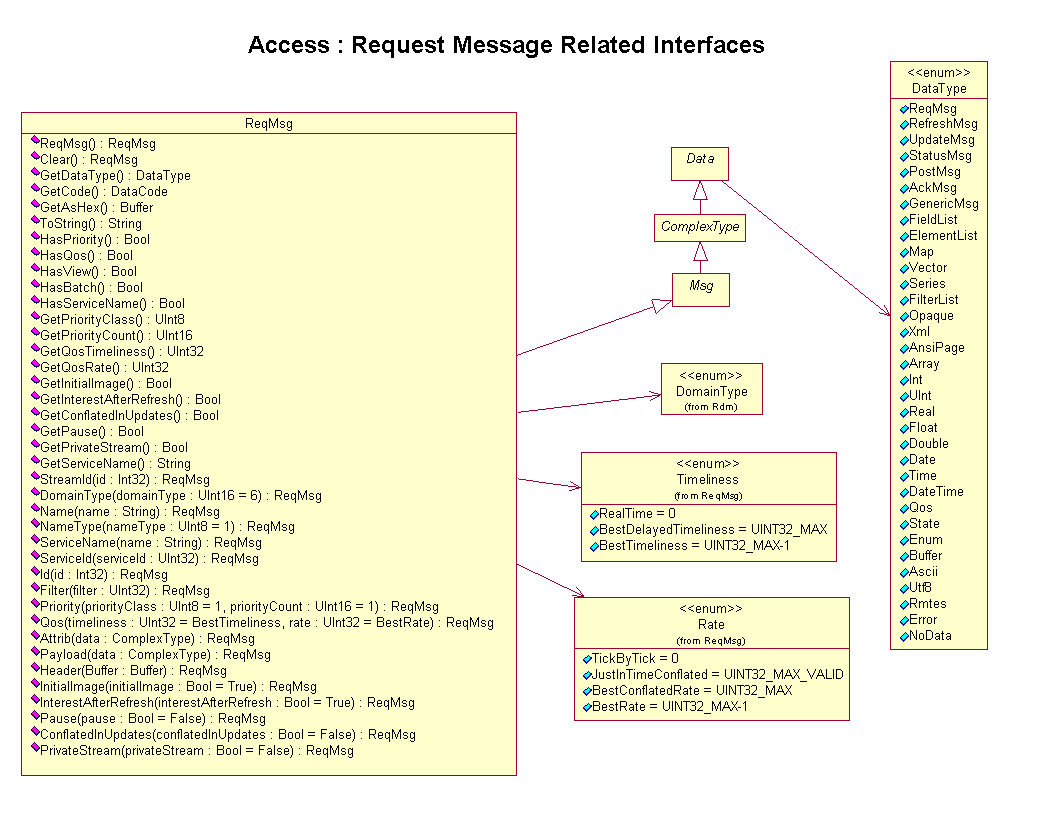 Access : Request Message Related Interfaces
ReqMsg
ReqMsg() : ReqMsg
Clear() : ReqMsg
GetDataType() : DataType
GetCode() : DataCode
GetAsHex() : Buffer
ToString() : String
HasPriority() : Bool
HasQos() : Bool
HasView() : Bool
HasBatch() : Bool
HasServiceName() : Bool
GetPriorityClass() : UInt8
GetPriorityCount() : UInt16
GetQosTimeliness() : UInt32
GetQosRate() : UInt32
GetInitialImage() : Bool
GetInterestAfterRefresh() : Bool
GetConflatedInUpdates() : Bool
GetPause() : Bool
GetPrivateStream() : Bool
GetServiceName() : String
StreamId(id : Int32) : ReqMsg
DomainType(domainType : UInt16 = 6) : ReqMsg
Name(name : String) : ReqMsg
NameType(nameType : UInt8 = 1) : ReqMsg
ServiceName(name : String) : ReqMsg
ServiceId(serviceId : UInt32) : ReqMsg
Id(id : Int32) : ReqMsg
Filter(filter : UInt32) : ReqMsg
Priority(priorityClass : UInt8 = 1, priorityCount : UInt16 = 1) : ReqMsg
Qos(timeliness : UInt32 = BestTimeliness, rate : UInt32 = BestRate) : ReqMsg
Attrib(data : ComplexType) : ReqMsg
Payload(data : ComplexType) : ReqMsg
Header(Buffer : Buffer) : ReqMsg
InitialImage(initialImage : Bool = True) : ReqMsg
InterestAfterRefresh(interestAfterRefresh : Bool = True) : ReqMsg
Pause(pause : Bool = False) : ReqMsg
ConflatedInUpdates(conflatedInUpdates : Bool = False) : ReqMsg
PrivateStream(privateStream : Bool = False) : ReqMsg
Data
ComplexType
Msg
<<enum>>
DomainType
(from Rdm)
<<enum>>
Timeliness
(from ReqMsg)
RealTime = 0
BestDelayedTimeliness = UINT32_MAX
BestTimeliness = UINT32_MAX-1
<<enum>>
Rate
(from ReqMsg)
TickByTick = 0
JustInTimeConflated = UINT32_MAX_VALID
BestConflatedRate = UINT32_MAX
BestRate = UINT32_MAX-1
<<enum>>
DataType
ReqMsg
RefreshMsg
UpdateMsg
StatusMsg
PostMsg
AckMsg
GenericMsg
FieldList
ElementList
Map
Vector
Series
FilterList
Opaque
Xml
AnsiPage
Array
Int
UInt
Real
Float
Double
Date
Time
DateTime
Qos
State
Enum
Buffer
Ascii
Utf8
Rmtes
Error
NoData